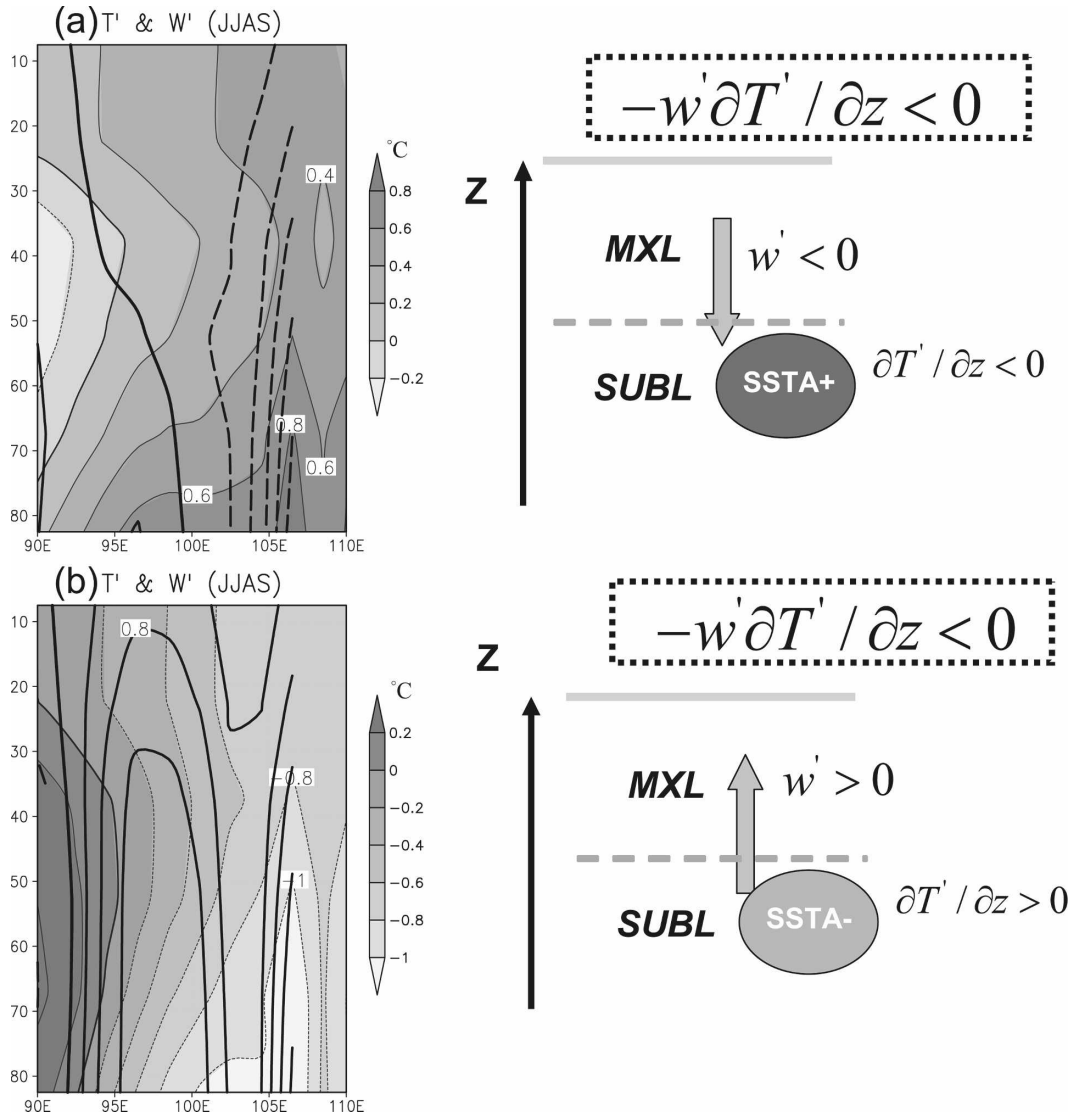 (a) T' & W' (JJAS)
10
20
30
40
50
60
70
80
90E 95E 100E 105E 110E
0.4
0.8
0.6
0.6
°C
0.8
0.6
0.4
0.2
0
−0.2
−w'∂T' / ∂z < 0
Z
MXL
w' < 0
SUBL
SSTA+
∂T' / ∂z < 0
(b) T' & W' (JJAS)
10
20
30
40
50
60
70
80
90E 95E 100E 105E 110E
0.8
−0.8
−1
°C
0.2
0
−0.2
−0.4
−0.6
−0.8
−1
−w'∂T' / ∂z < 0
Z
MXL
w' > 0
SUBL
SSTA-
∂T' / ∂z > 0